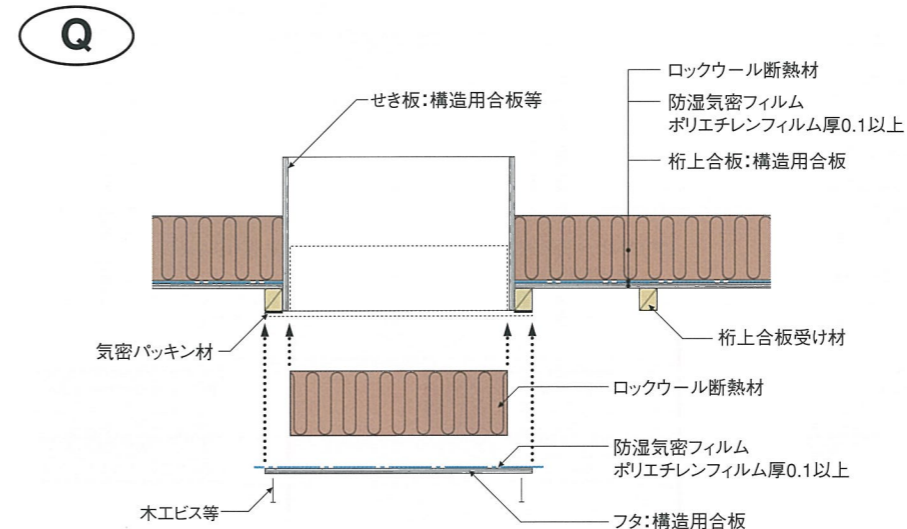 Q
せき板:構造用合板等
ロックウール断熱材
防湿気密フィルム
ポリエチレンフィルム厚0.1以上
桁上合板:構造用合板
気密パッキン材
桁上合板受け材
ロックウール断熱材
防湿気密フィルム
ポリエチレンフィルム厚0.1以上
木工ビス等
フタ:構造用合板